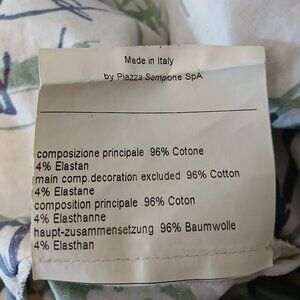 Made in Italy
by Piazza Sempione SpA
composizione principale 96% Cotone
4% Elastan
main comp.decoration excluded 96% Cotton
4% Elastane
composition principale 96% Coton
4% Elasthanne
haupt-zusammensetzung 96% Baumwolle
4% Elasthan